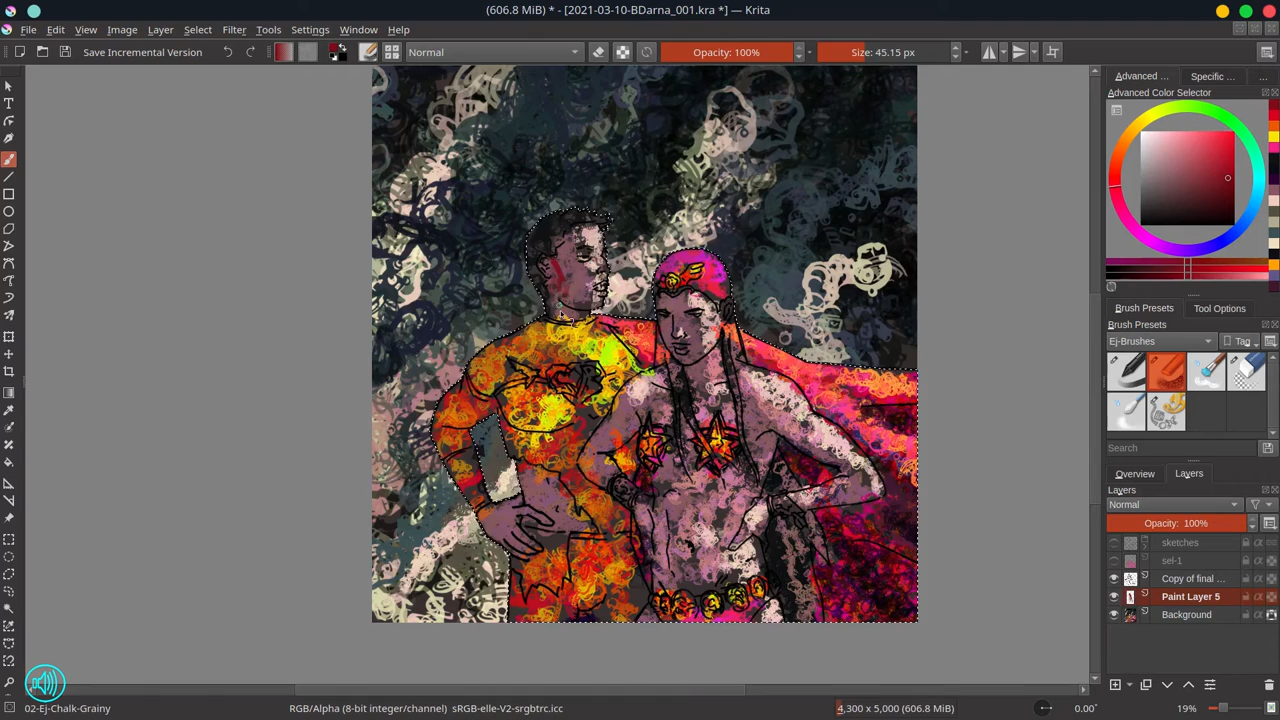 (606.8 MiB) * - [2021-03-10-BDarna_001.kra *] - Krita
File Edit View Image Layer Select Filter Tools Settings Window Help
Save Incremental Version Normal Opacity: 100% Size: 45.15 px
Advanced ... Specific ... ...
Advanced Color Selector
Brush Presets Tool Options
Brush Presets
Ej-Brushes Tag
Search
Overview Layers
Layers
Normal
Opacity: 100%
sketches
sel-1
Copy of final ...
Paint Layer 5
Background
02-Ej-Chalk-Grainy RGB/Alpha (8-bit integer/channel) sRGB-elle-V2-srgbtrc.icc 4,300 x 5,000 (606.8 MiB) 0.00° 19%